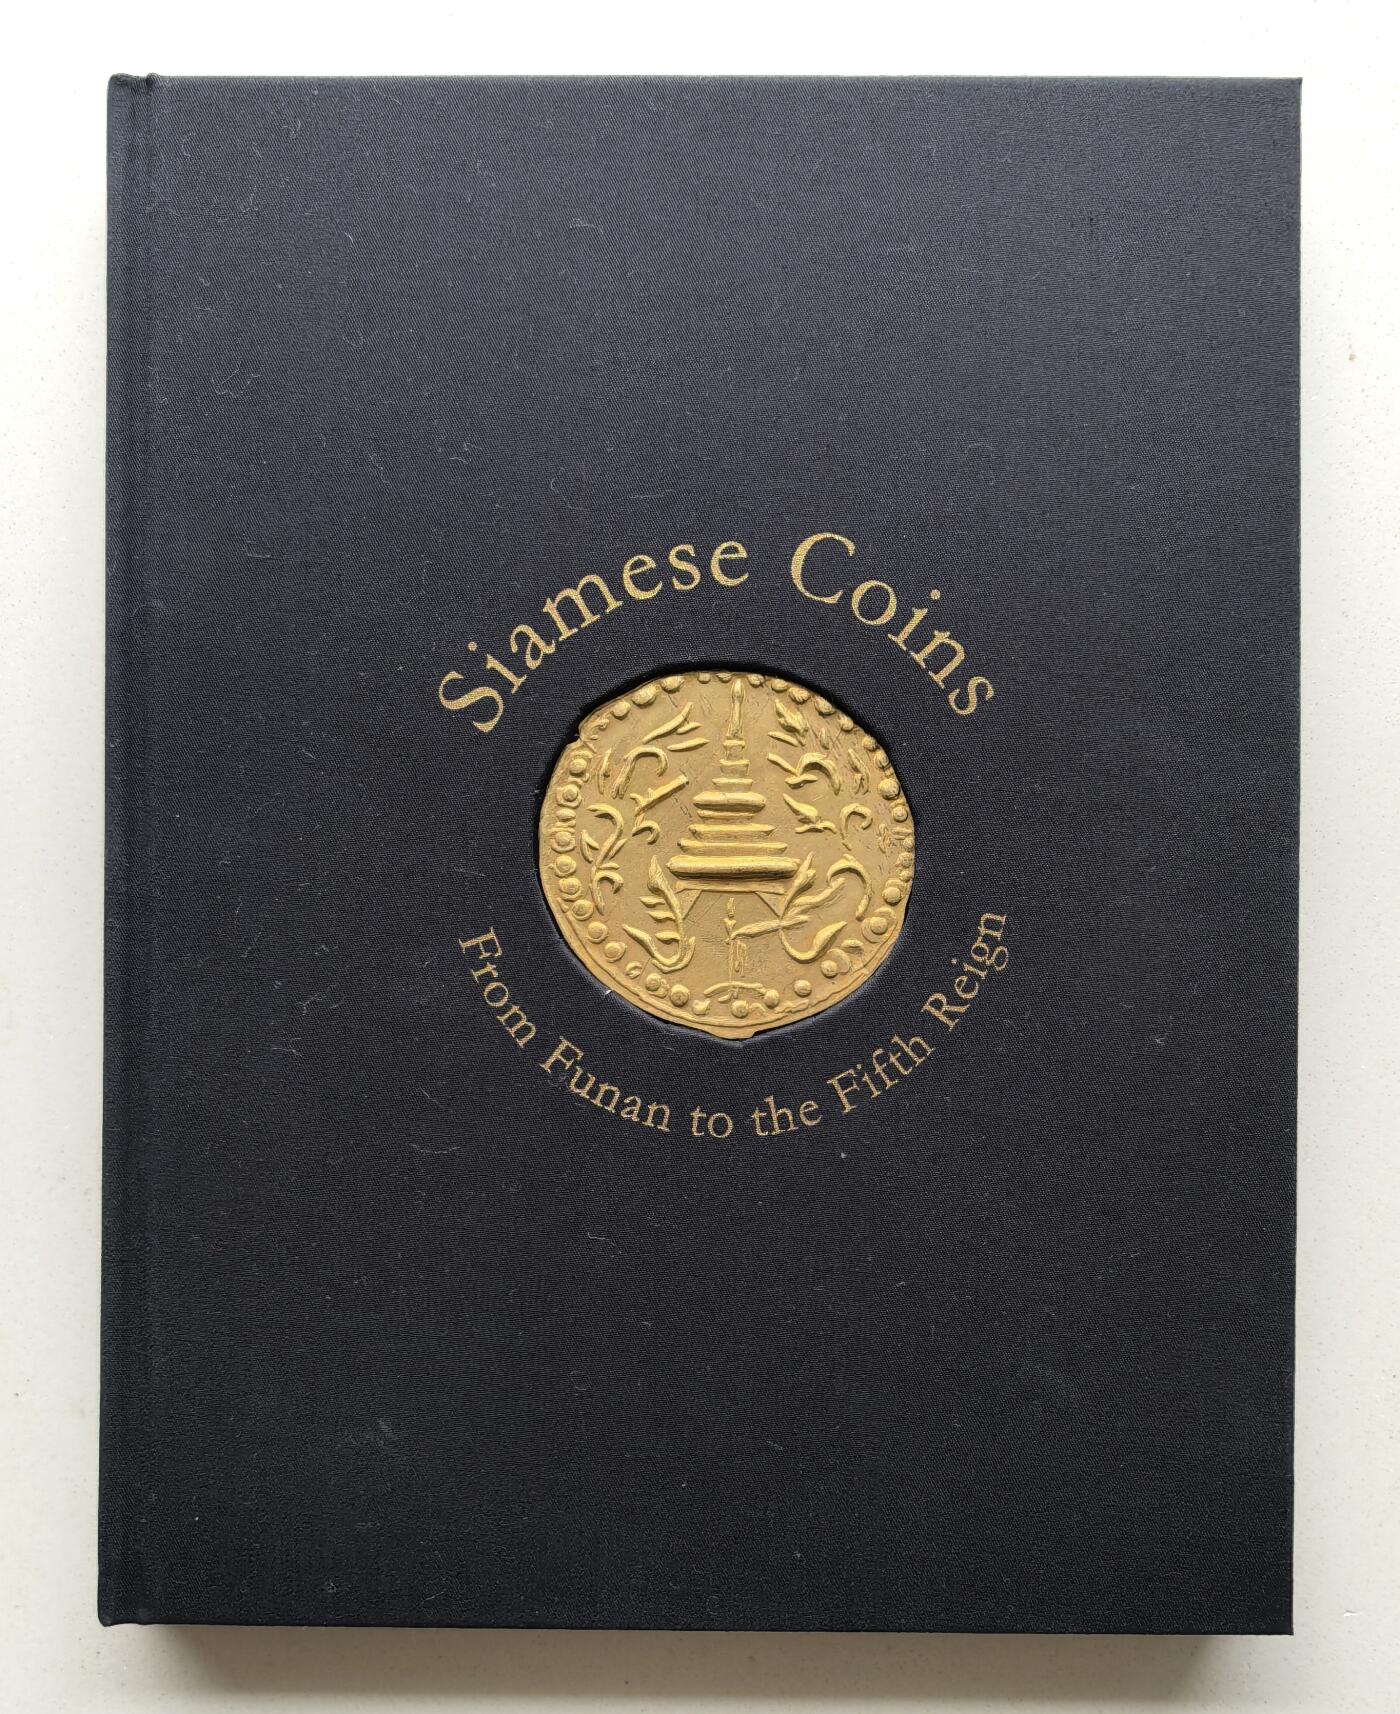 Siamese Coins
From Funan to the Fifth Reign